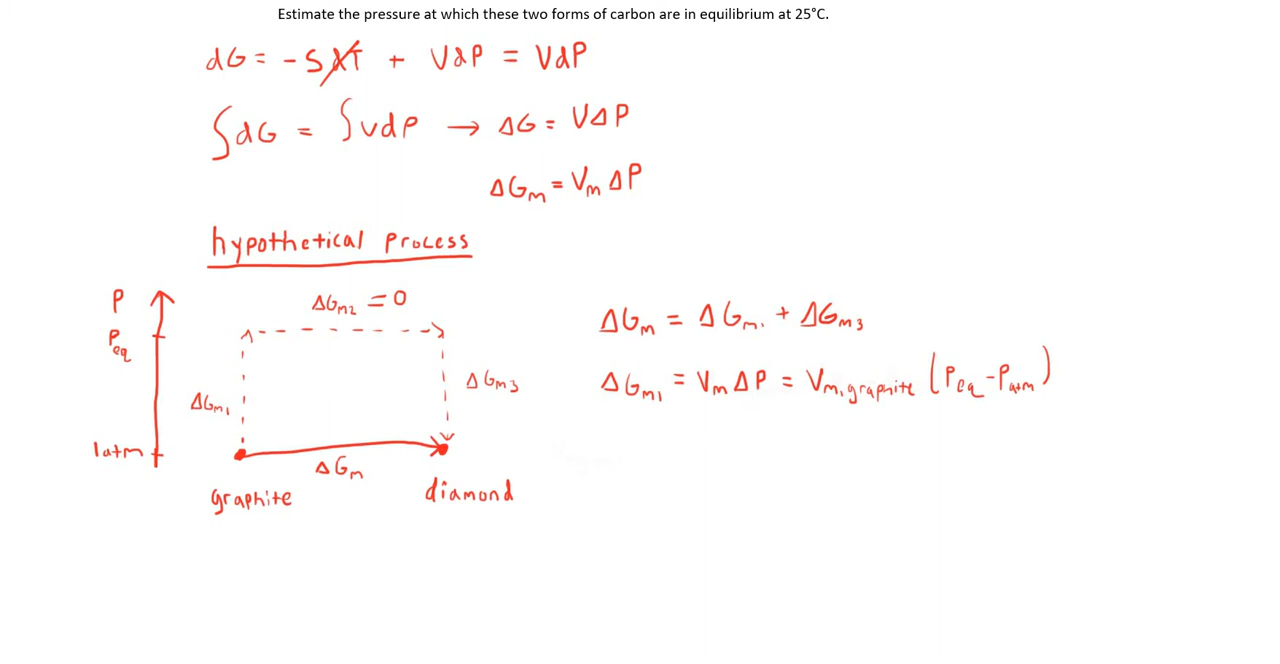 Estimate the pressure at which these two forms of carbon are in equilibrium at 25°C.
dG = -SdT + VdP = VdP
∫dG = ∫VdP → ΔG = VΔP
ΔGm = Vm ΔP
hypothetical process
P
Peq
1atm
ΔGm2 = 0
ΔGm1
ΔGm3
ΔGm
graphite
diamond
ΔGm = ΔGm1 + ΔGm3
ΔGm1 = VmΔP = Vm,graphite (Peq - Patm)